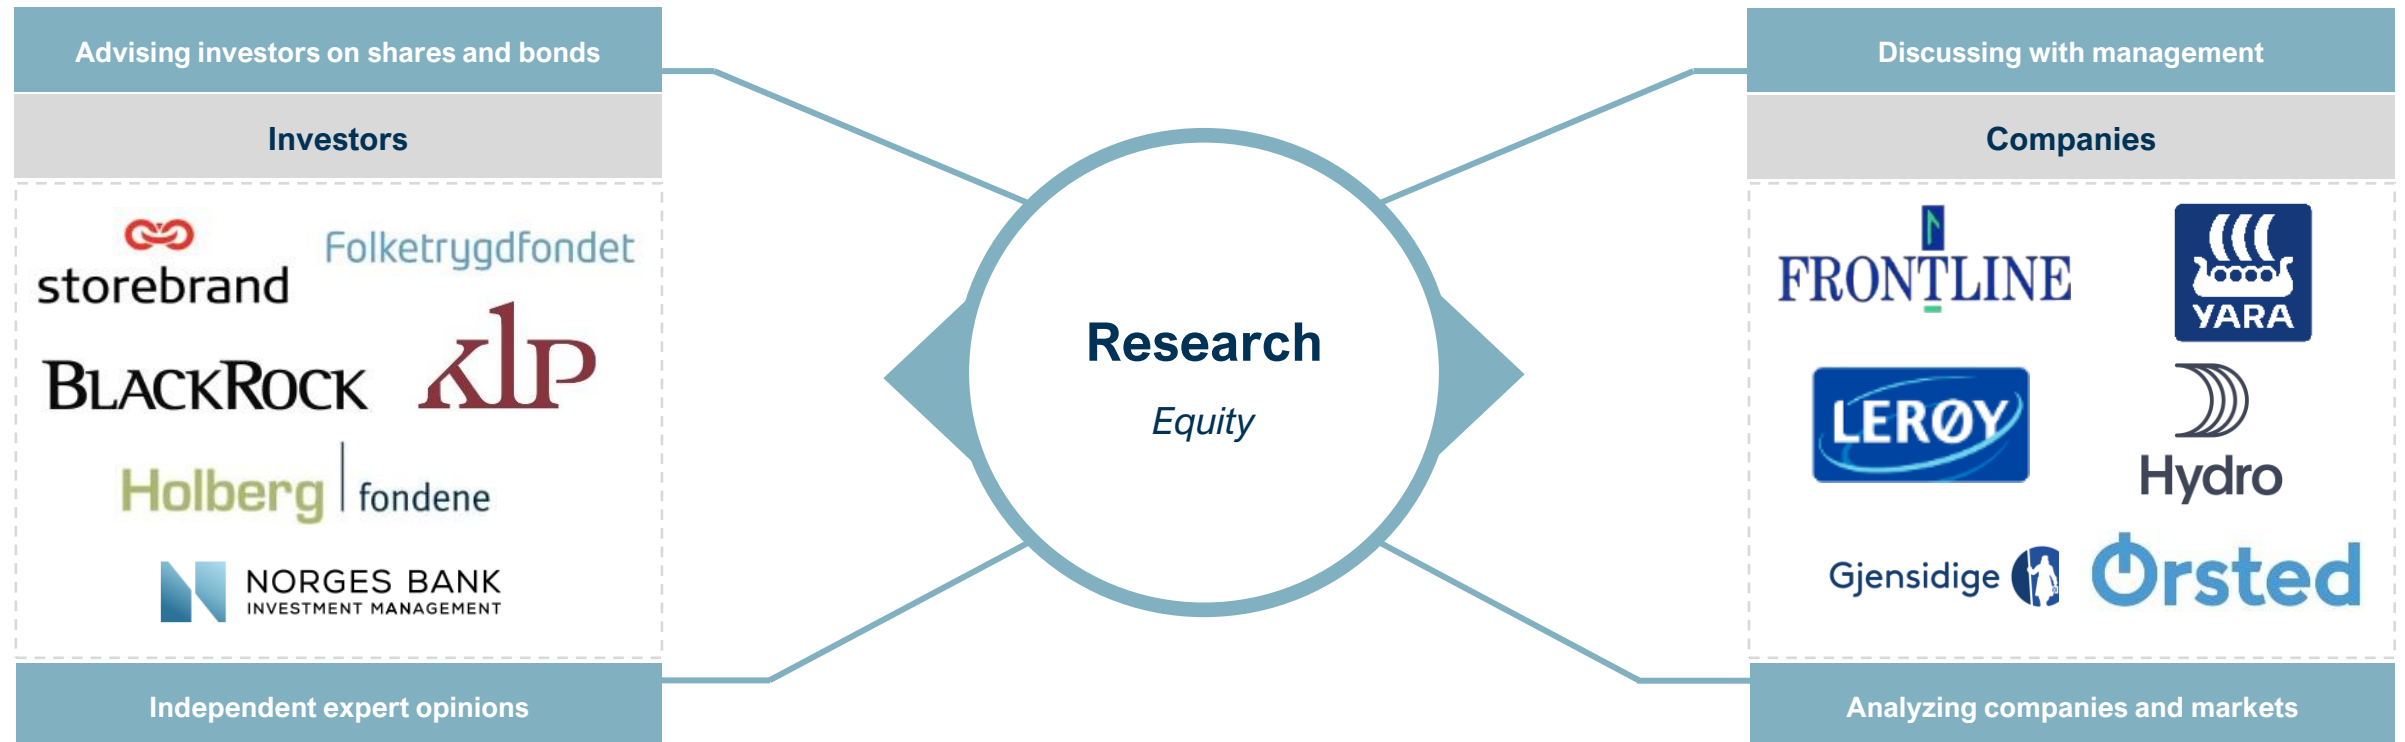 Advising investors on shares and bonds
Investors
storebrand
Folketrygdfondet
BLACKROCK
KLP
Holberg fondene
NORGES BANK
INVESTMENT MANAGEMENT
Independent expert opinions
Research
Equity
Discussing with management
Companies
FRONTLINE
YARA
LERØY
Hydro
Gjensidige
Ørsted
Analyzing companies and markets